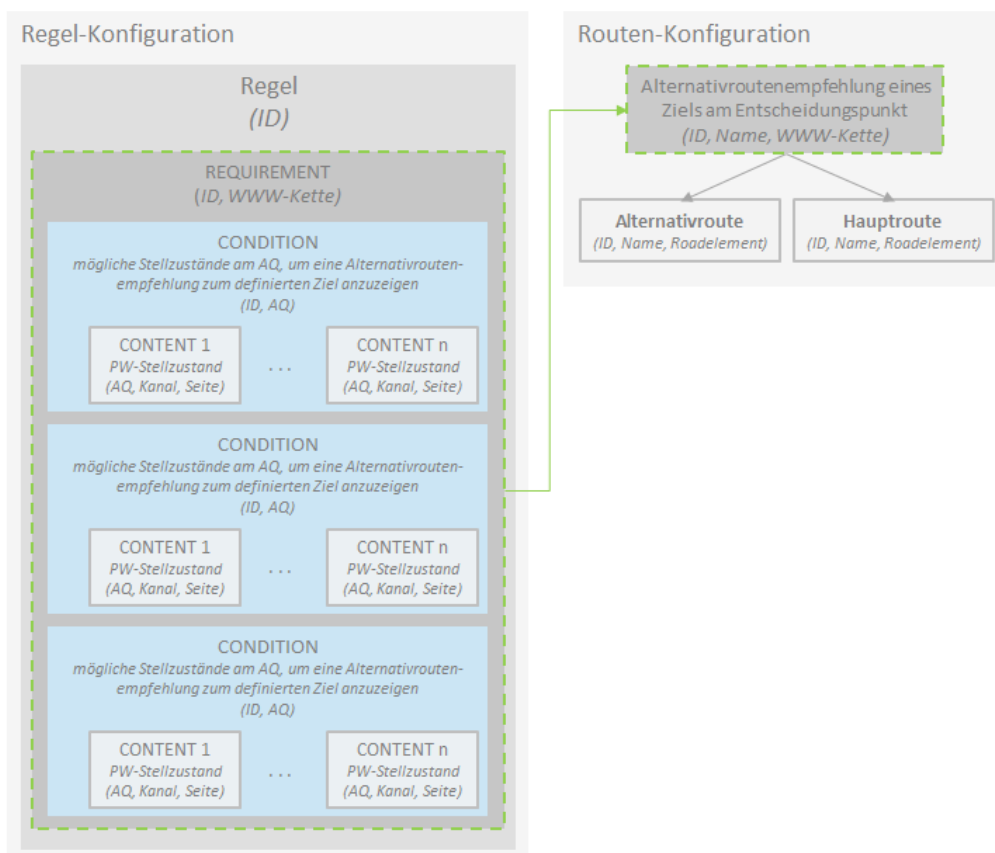 Regel-Konfiguration
Regel
(ID)
REQUIREMENT
(ID, WWW-Kette)
CONDITION
mögliche Stellzustände am AQ, um eine Alternativrouten-
empfehlung zum definierten Ziel anzuzeigen
(ID, AQ)
CONTENT 1
PW-Stellzustand
(AQ, Kanal, Seite)
. . .
CONTENT n
PW-Stellzustand
(AQ, Kanal, Seite)
CONDITION
mögliche Stellzustände am AQ, um eine Alternativrouten-
empfehlung zum definierten Ziel anzuzeigen
(ID, AQ)
CONTENT 1
PW-Stellzustand
(AQ, Kanal, Seite)
. . .
CONTENT n
PW-Stellzustand
(AQ, Kanal, Seite)
CONDITION
mögliche Stellzustände am AQ, um eine Alternativrouten-
empfehlung zum definierten Ziel anzuzeigen
(ID, AQ)
CONTENT 1
PW-Stellzustand
(AQ, Kanal, Seite)
. . .
CONTENT n
PW-Stellzustand
(AQ, Kanal, Seite)
Routen-Konfiguration
Alternativroutenempfehlung eines
Ziels am Entscheidungspunkt
(ID, Name, WWW-Kette)
Alternativroute
(ID, Name, Roadelement)
Hauptroute
(ID, Name, Roadelement)